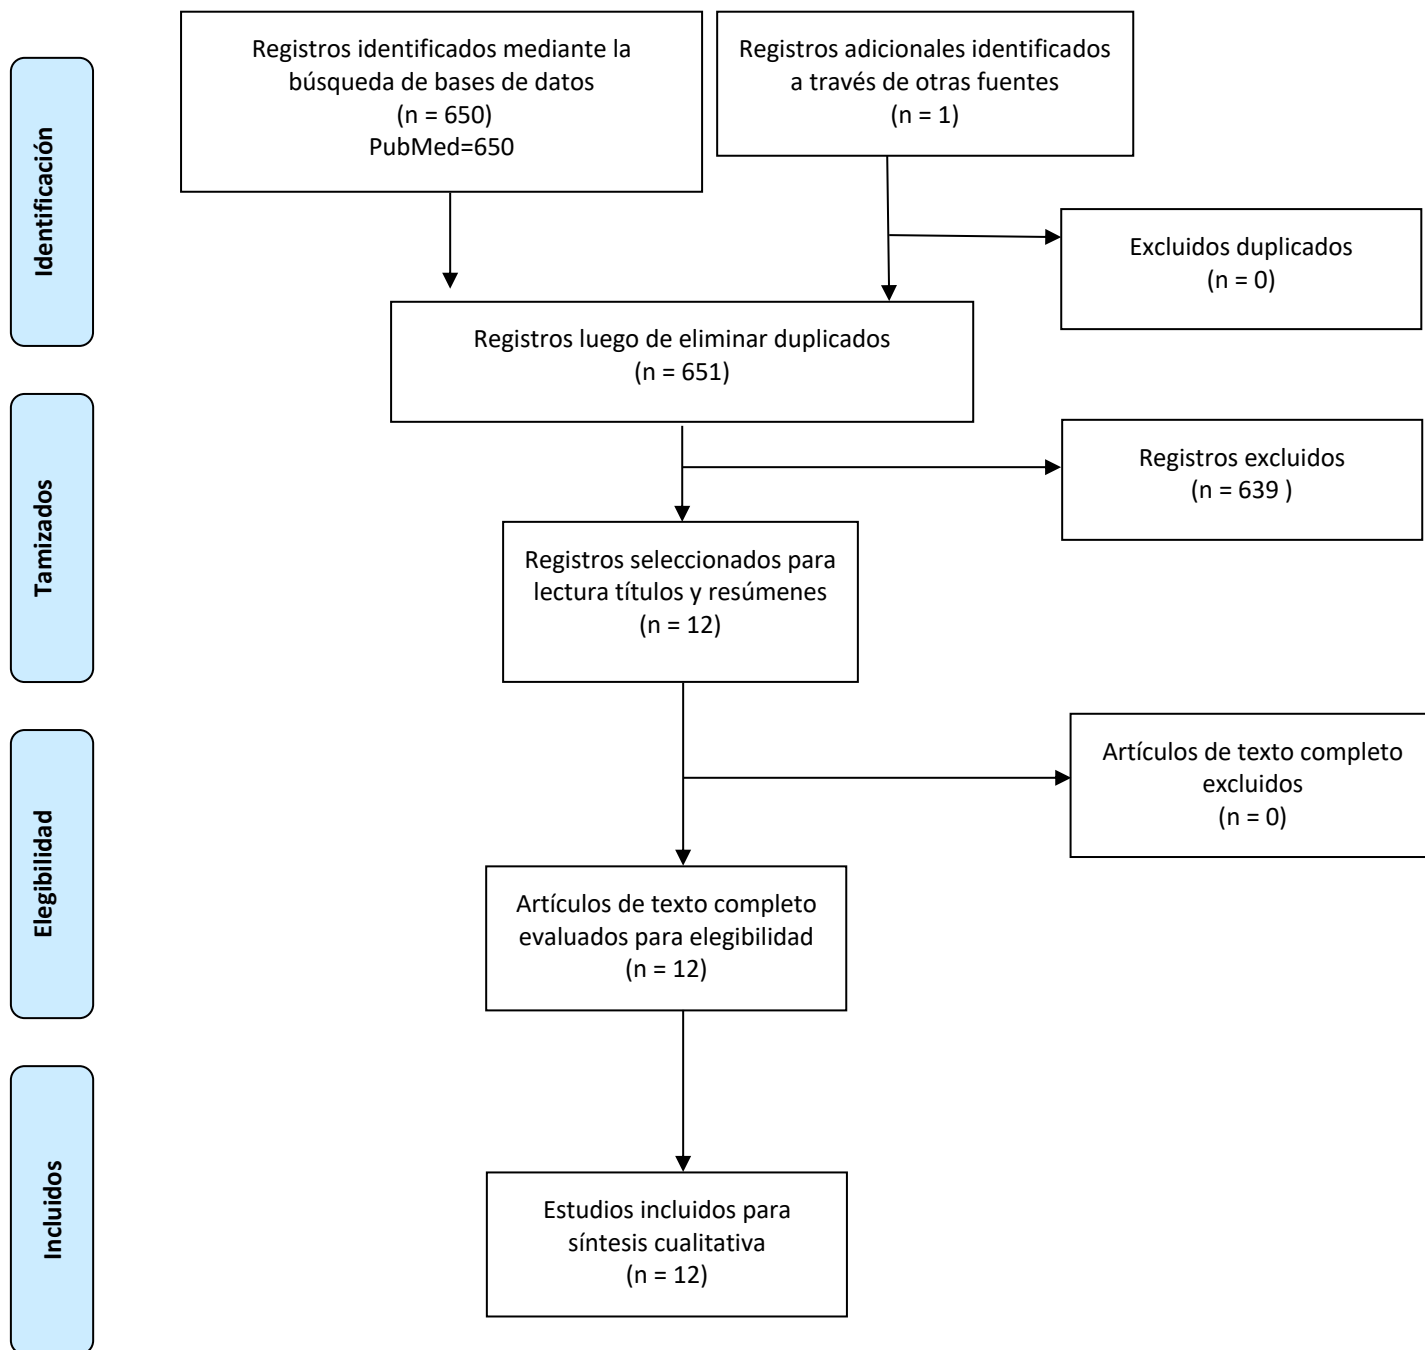 Registros identificados mediante la
búsqueda de bases de datos
(n = 650)
PubMed=650
Registros adicionales identificados
a través de otras fuentes
(n = 1)
Identificación
Excluidos duplicados
(n = 0)
Registros luego de eliminar duplicados
(n = 651)
Tamizados
Registros excluidos
(n = 639 )
Registros seleccionados para
lectura títulos y resúmenes
(n = 12)
Elegibilidad
Artículos de texto completo
excluidos
(n = 0)
Artículos de texto completo
evaluados para elegibilidad
(n = 12)
Incluidos
Estudios incluidos para
síntesis cualitativa
(n = 12)